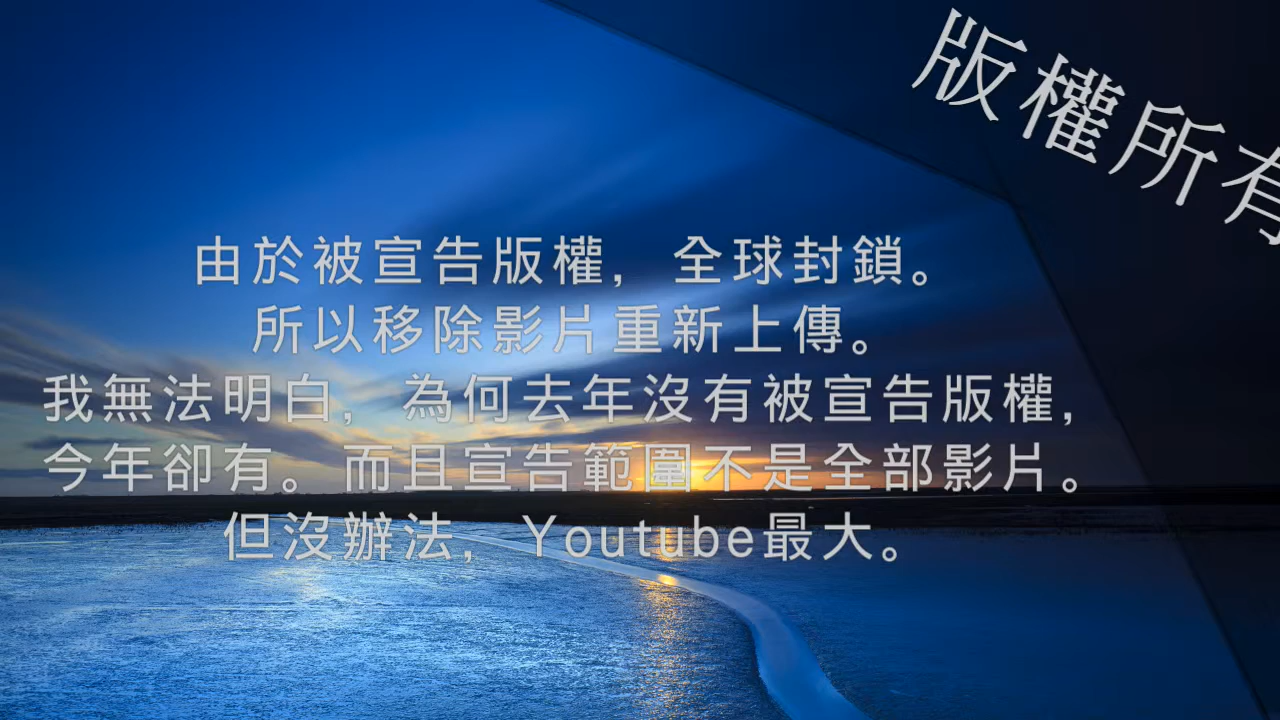 版權所有
由於被宣告版權，全球封鎖。
所以移除影片重新上傳。
我無法明白，為何去年沒有被宣告版權，
今年卻有。而且宣告範圍不是全部影片。
但沒辦法，Youtube最大。